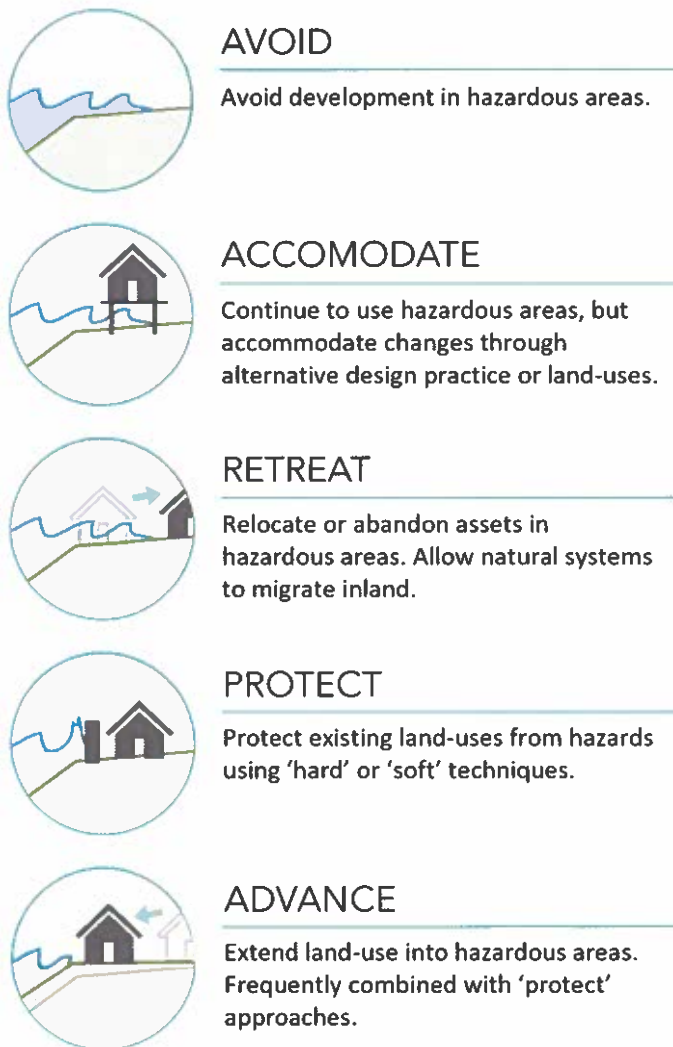 AVOID
Avoid development in hazardous areas.
ACCOMODATE
Continue to use hazardous areas, but
accommodate changes through
alternative design practice or land-uses.
RETREAT
Relocate or abandon assets in
hazardous areas. Allow natural systems
to migrate inland.
PROTECT
Protect existing land-uses from hazards
using ‘hard’ or ‘soft’ techniques.
ADVANCE
Extend land-use into hazardous areas.
Frequently combined with ‘protect’
approaches.